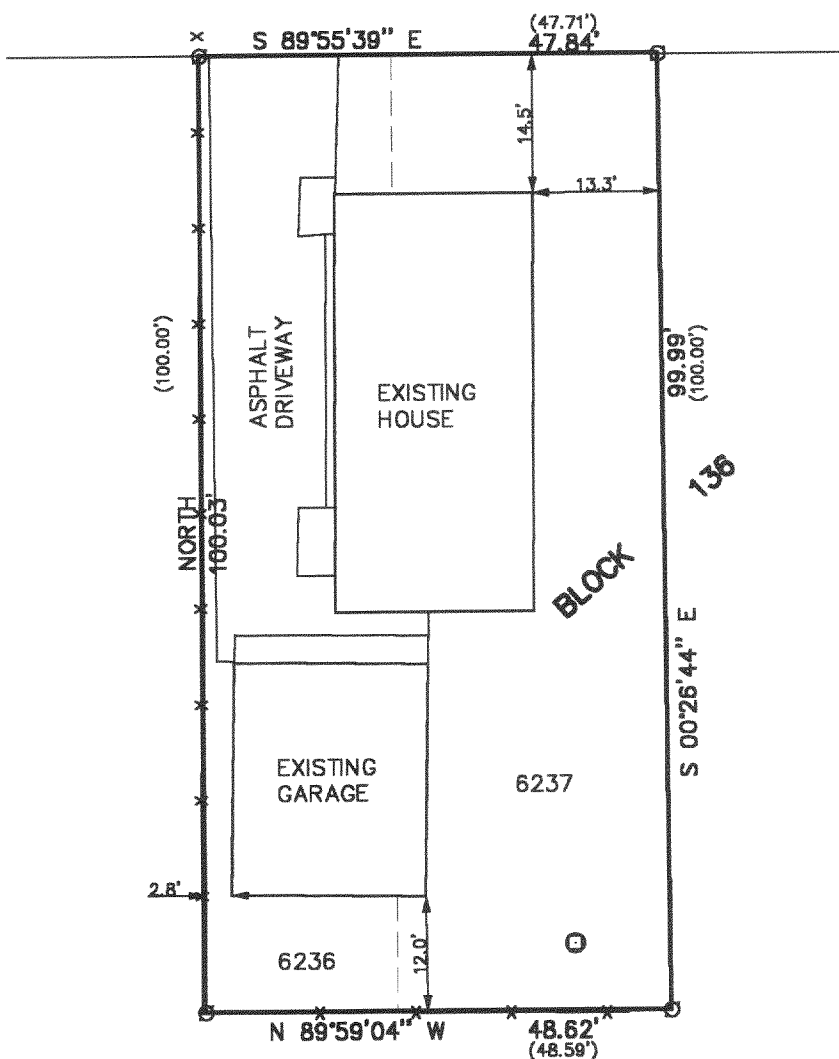 (47.71')
S 89°55'39" E 47.84'
14.5'
13.3'
(100.00')
ASPHALT
DRIVEWAY
EXISTING
HOUSE
99.99'
(100.00')
136
NORTH
100.03'
BLOCK
S 00°26'44" E
EXISTING
GARAGE
6237
2.8'
6236
12.0'
N 89°59'04" W 48.62'
(48.59')